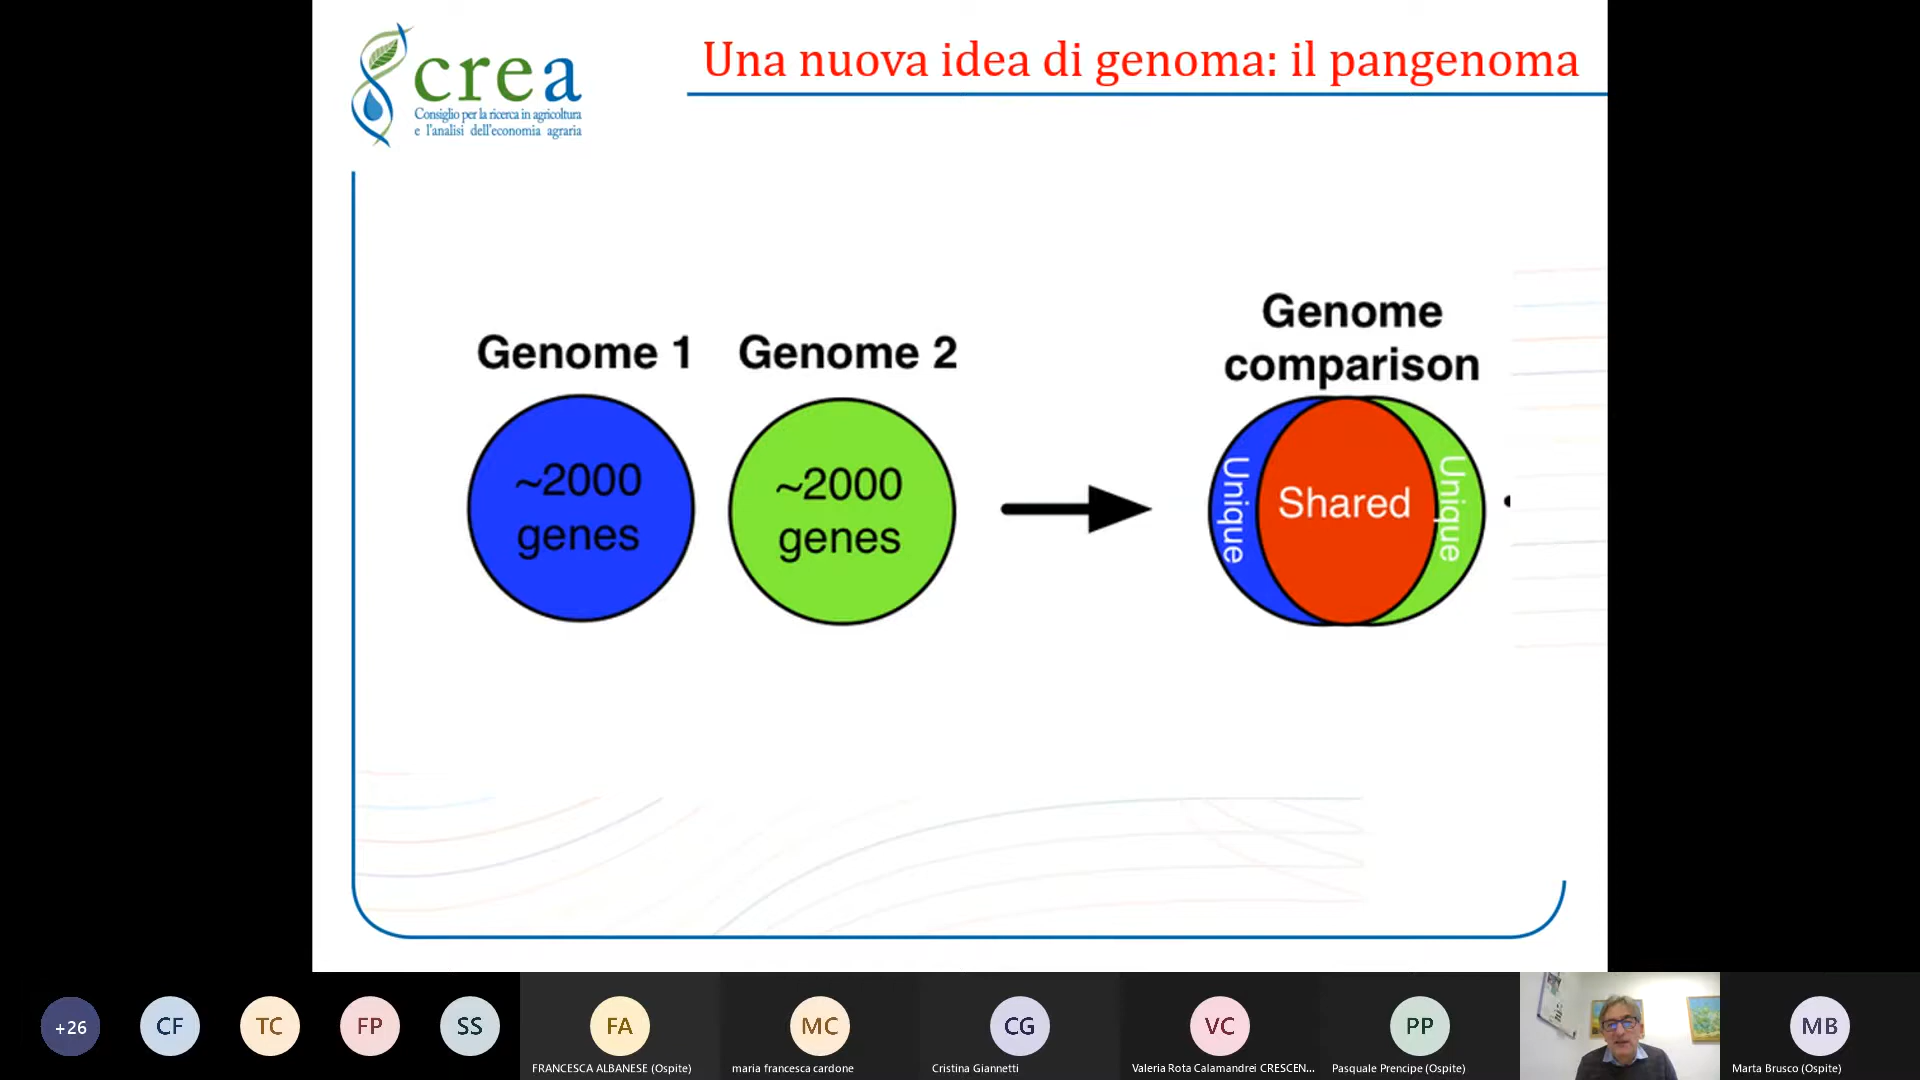 crea
Consiglio per la ricerca in agricoltura
e l'analisi dell'economia agraria
Una nuova idea di genoma: il pangenoma
Genome 1
Genome 2
Genome
comparison
~2000
genes
~2000
genes
Unique
Shared
Unique
+26
CF
TC
FP
SS
FA
MC
CG
VC
PP
MB
FRANCESCA ALBANESE (Ospite)
maria francesca cardone
Cristina Giannetti
Valeria Rota Calamandrei CRESCEN...
Pasquale Prencipe (Ospite)
Marta Brusco (Ospite)